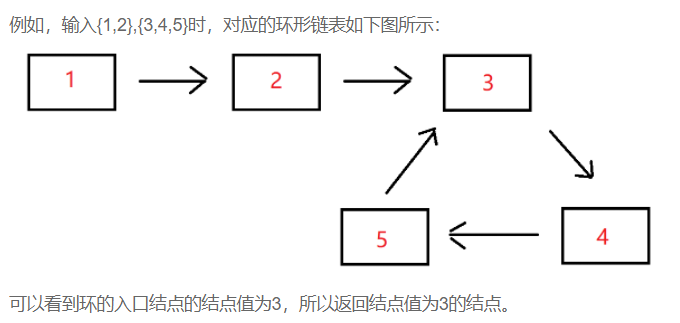 例如，输入{1,2},{3,4,5}时，对应的环形链表如下图所示：
1 2 3
5 4
可以看到环的入口结点的结点值为3，所以返回结点值为3的结点。